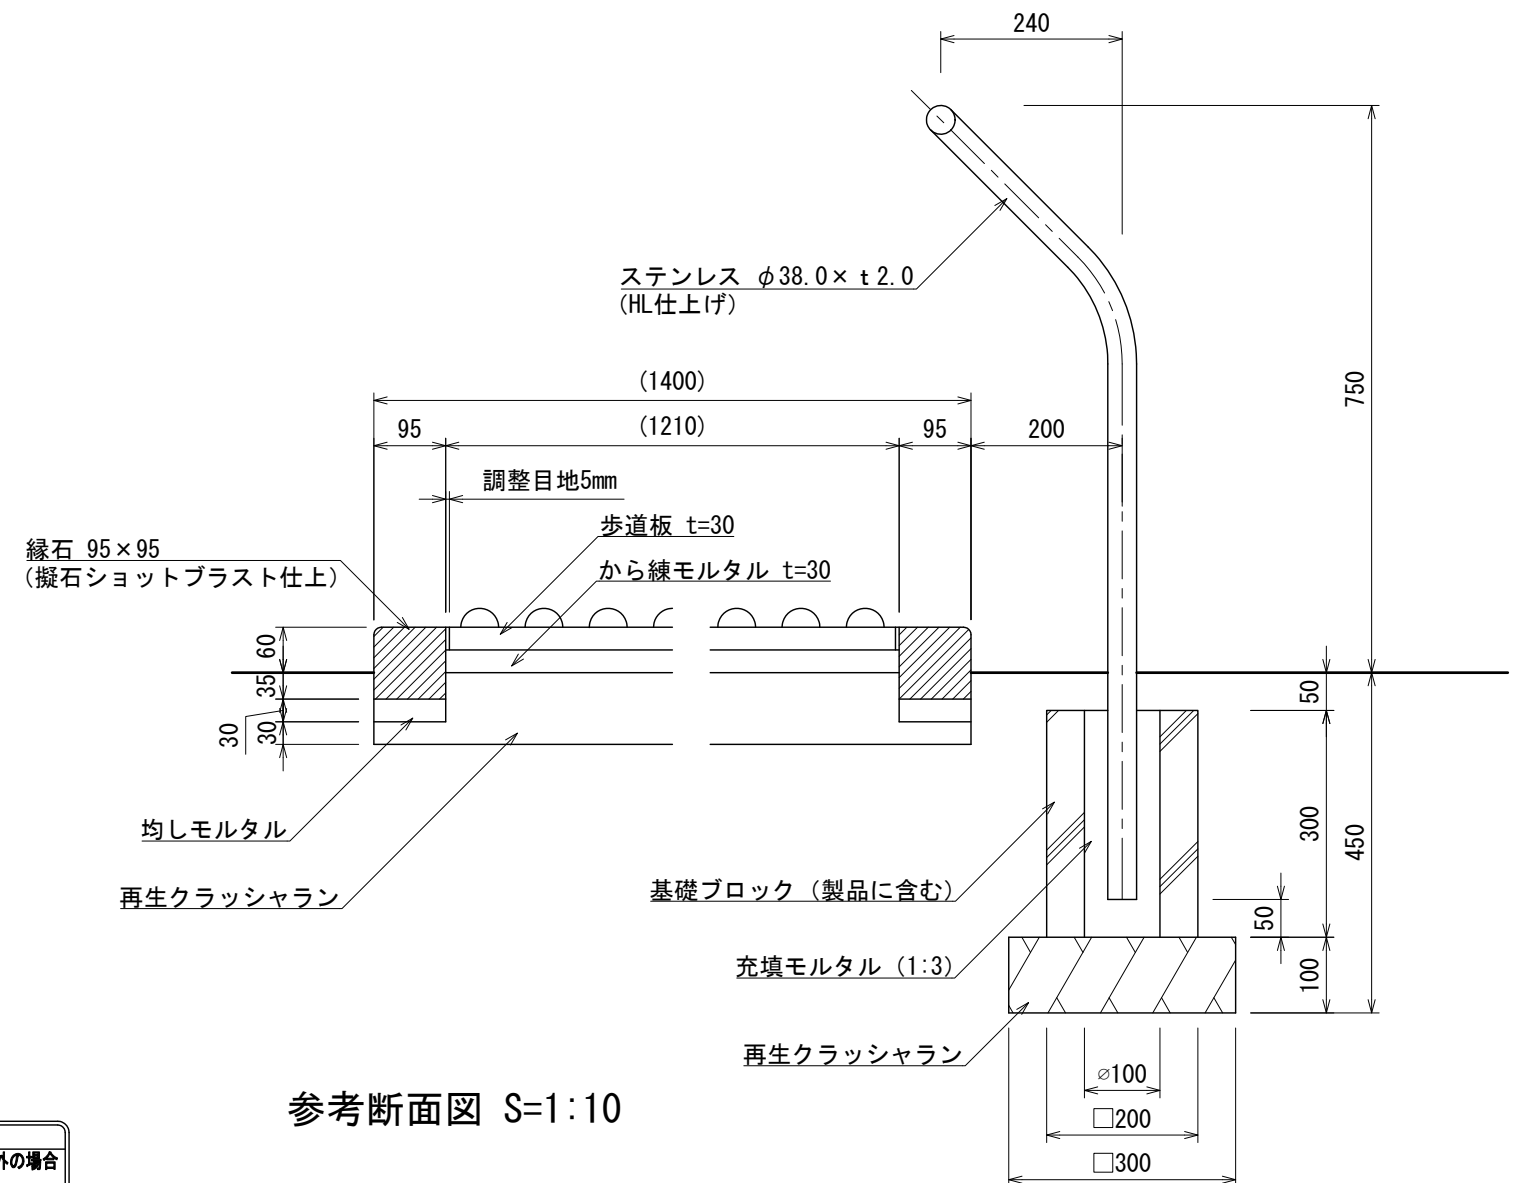 240
ステンレス φ38.0×t2.0
(HL仕上げ)
750
(1400)
95
(1210)
95
200
調整目地5mm
歩道板 t=30
から練モルタル t=30
縁石 95×95
(擬石ショットブラスト仕上)
60
35
30
30
50
300
450
50
100
均しモルタル
再生クラッシャラン
基礎ブロック (製品に含む)
充填モルタル (1:3)
再生クラッシャラン
⌀100
□200
□300
参考断面図 S=1:10
外の場合